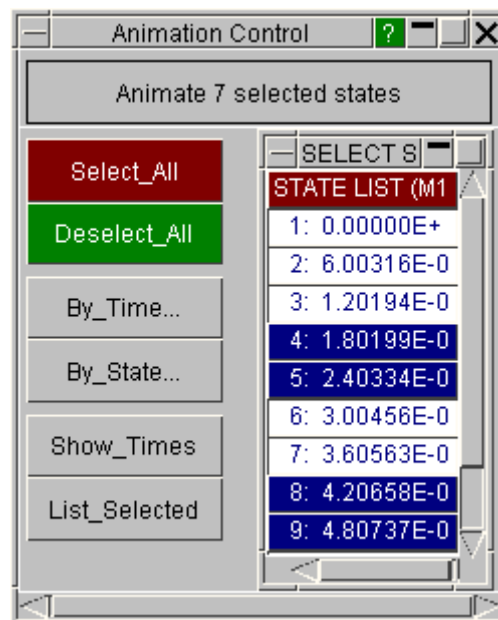 Animation Control ?
Animate 7 selected states
Select_All
Deselect_All
By_Time...
By_State...
Show_Times
List_Selected
SELECT S
STATE LIST (M1
1: 0.00000E+
2: 6.00316E-0
3: 1.20194E-0
4: 1.80199E-0
5: 2.40334E-0
6: 3.00456E-0
7: 3.60563E-0
8: 4.20658E-0
9: 4.80737E-0